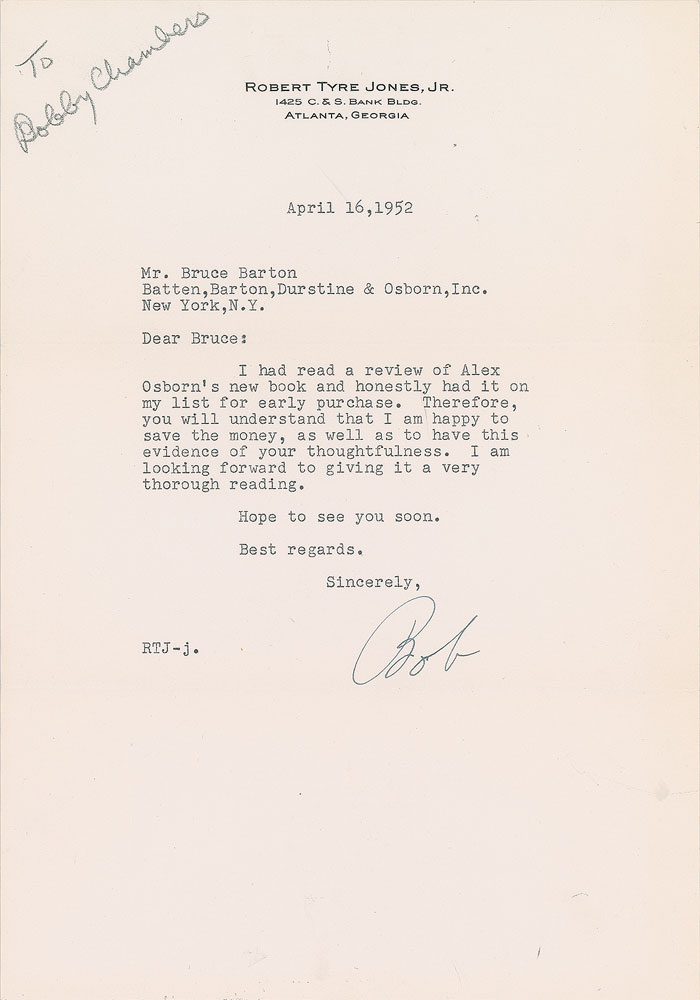 To
Bobby Chambers
ROBERT TYRE JONES, JR.
1425 C. & S. BANK BLDG.
ATLANTA, GEORGIA
April 16,1952
Mr. Bruce Barton
Batten,Barton,Durstine & Osborn,Inc.
New York,N.Y.
Dear Bruce:
I had read a review of Alex
Osborn's new book and honestly had it on
my list for early purchase.  Therefore,
you will understand that I am happy to
save the money, as well as to have this
evidence of your thoughtfulness.  I am
looking forward to giving it a very
thorough reading.
Hope to see you soon.
Best regards.
Sincerely,
Bob
RTJ-j.